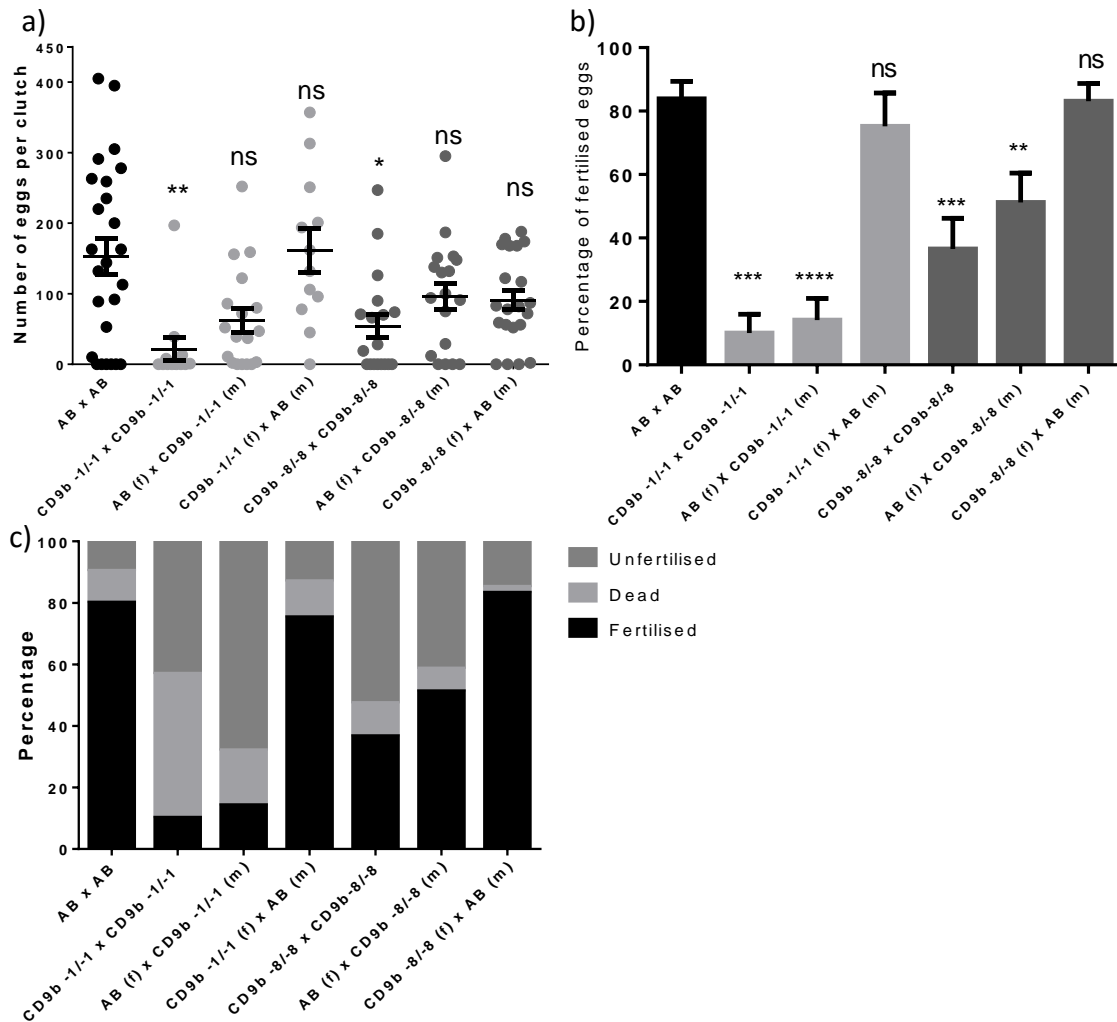 a)
Number of eggs per clutch
450
400
300
200
100
0
**
ns
ns
*
ns
ns
AB x AB
CD9b -1/-1 x CD9b -1/-1
AB (f) x CD9b -1/-1 (m)
CD9b -1/-1 (f) x AB (m)
CD9b -8/-8 x CD9b-8/-8
AB (f) x CD9b -8/-8 (m)
CD9b -8/-8 (f) x AB (m)
b)
Percentage of fertilised eggs
100
80
60
40
20
0
***
****
ns
***
**
ns
AB x AB
CD9b -1/-1 x CD9b -1/-1
AB (f) x CD9b -1/-1 (m)
CD9b -1/-1 (f) X AB (m)
CD9b -8/-8 x CD9b-8/-8
AB (f) X CD9b -8/-8 (m)
CD9b -8/-8 (f) X AB (m)
c)
Percentage
100
80
60
40
20
0
AB x AB
CD9b -1/-1 x CD9b -1/-1
AB (f) x CD9b -1/-1 (m)
CD9b -1/-1 (f) x AB (m)
CD9b -8/-8 x CD9b-8/-8
AB (f) x CD9b -8/-8 (m)
CD9b -8/-8 (f) x AB (m)
Unfertilised
Dead
Fertilised